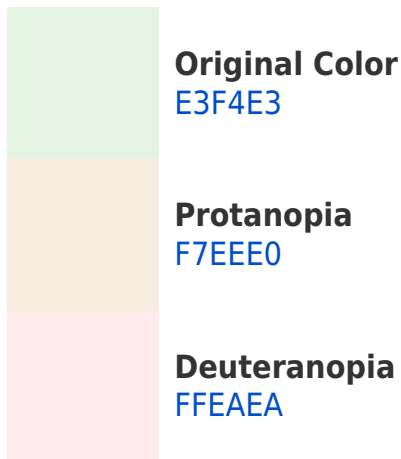 Original Color
E3F4E3
Protanopia
F7EEE0
Deuteranopia
FFEAEA